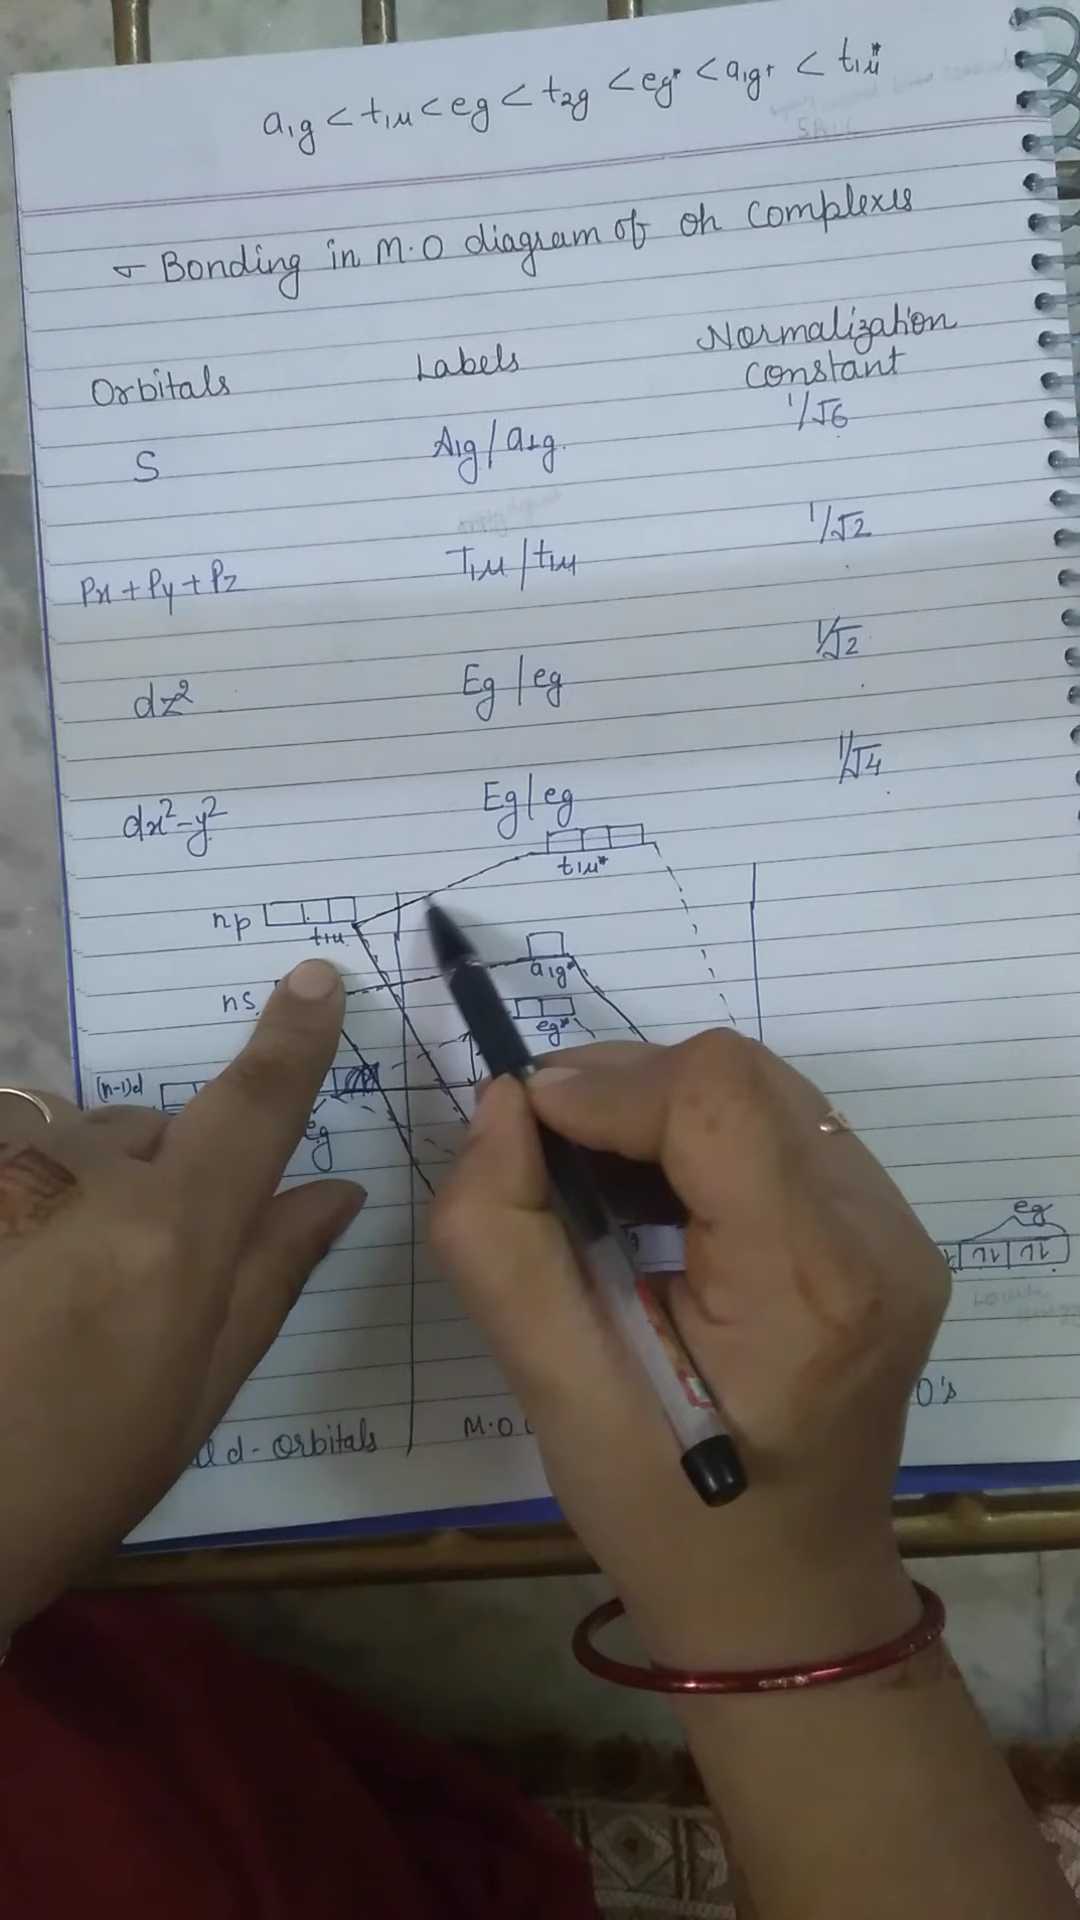 a1g < t1u < eg < t2g < eg* < a1g* < t1u*
σ Bonding in M.O diagram of oh complexes
Orbitals Labels Normalization constant
S A1g/a1g. 1/√6
Px + Py + Pz T1u/t1u 1/√2
dz² Eg/eg 1/√2
dx²-y² Eg/eg 1/√4
t1u*
np t1u
ns a1g*
eg*
(n-1)d
eg
eg
d-orbitals M.O O's